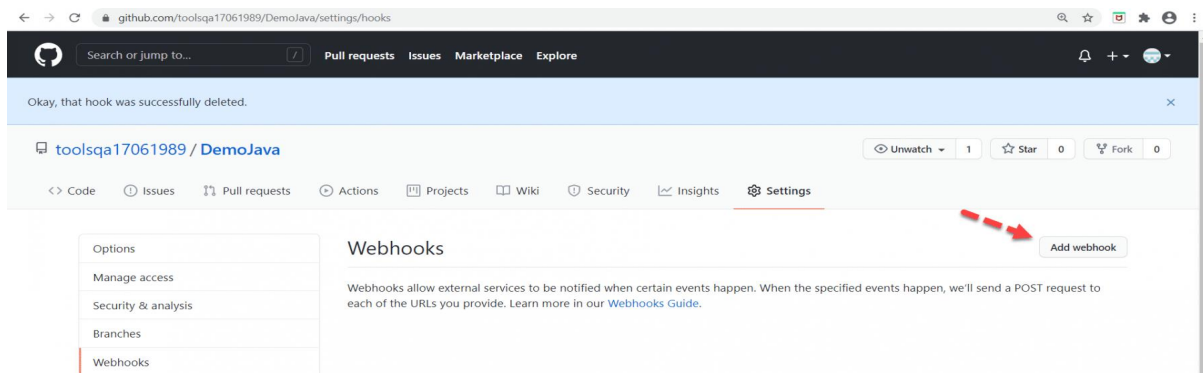 github.com/toolsqa17061989/DemoJava/settings/hooks
Search or jump to... / Pull requests Issues Marketplace Explore
Okay, that hook was successfully deleted.
toolsqa17061989 / DemoJava Unwatch 1 Star 0 Fork 0
<> Code Issues Pull requests Actions Projects Wiki Security Insights Settings
Options
Manage access
Security & analysis
Branches
Webhooks
Webhooks Add webhook
Webhooks allow external services to be notified when certain events happen. When the specified events happen, we'll send a POST request to
each of the URLs you provide. Learn more in our Webhooks Guide.